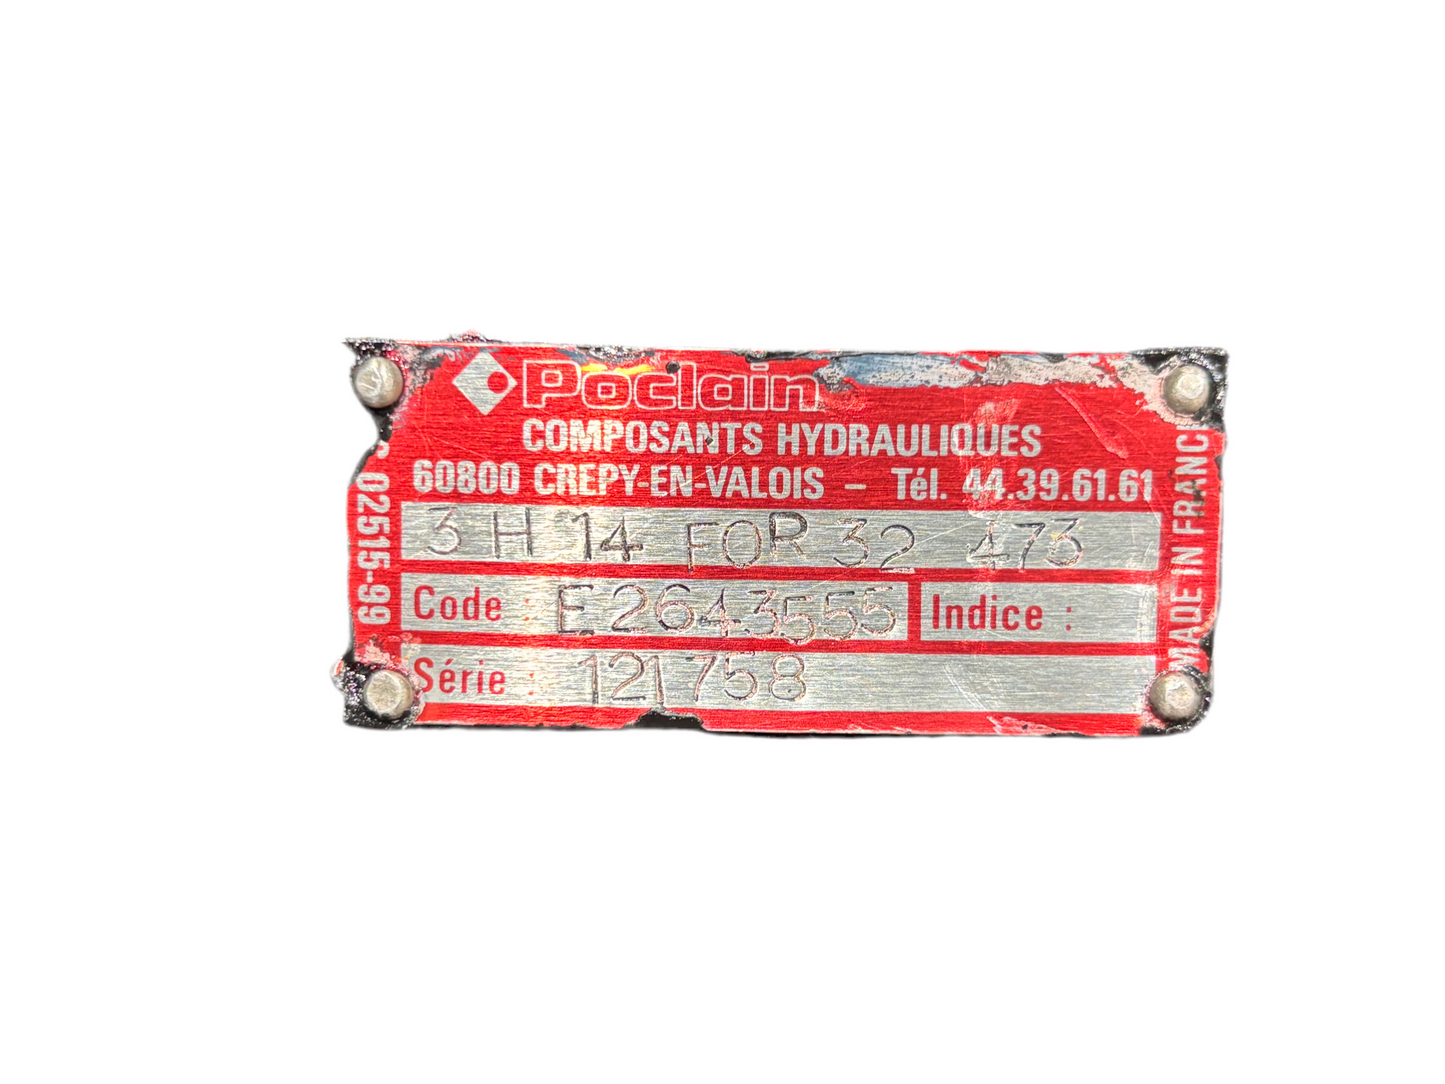 Poclain
COMPOSANTS HYDRAULIQUES
60800 CREPY-EN-VALOIS - Tél. 44.39.61.61
3 H 14 FOR 32 473
Code : E2643555
Indice :
Série : 121758
02515-99
MADE IN FRANCE